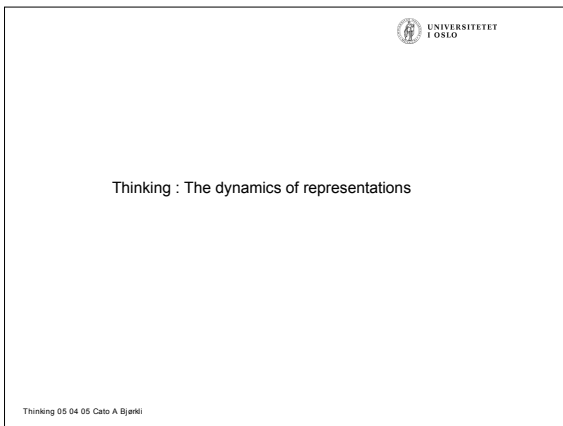 UNIVERSITETET
I OSLO
Thinking : The dynamics of representations
Thinking 05 04 05 Cato A Bjørkli